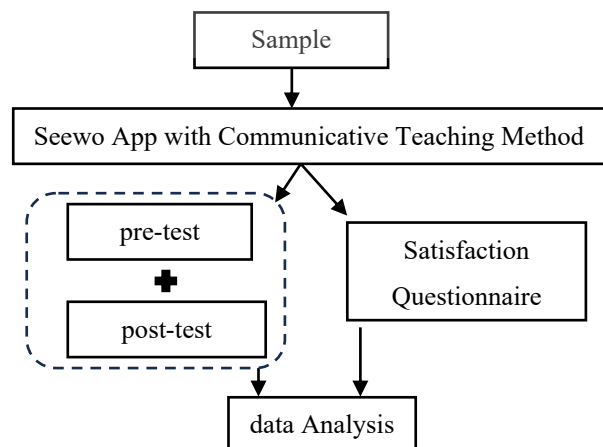 Sample
Seewo App with Communicative Teaching Method
pre-test
post-test
Satisfaction
Questionnaire
data Analysis